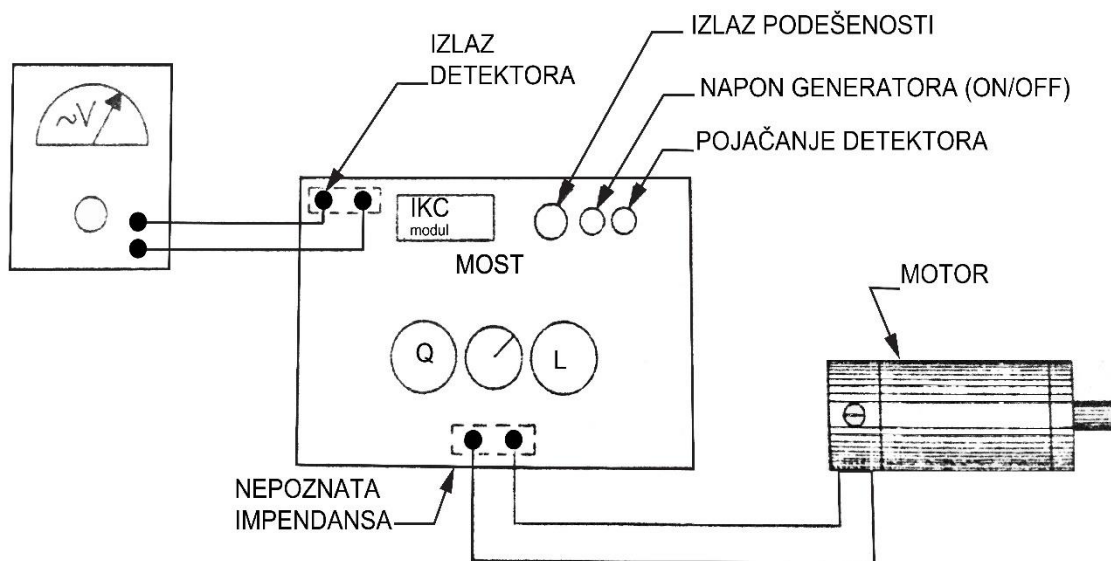 IZLAZ
DETEKTORA
IZLAZ PODEŠENOSTI
NAPON GENERATORA (ON/OFF)
POJAČANJE DETEKTORA
~V
IKC
modul
MOST
MOTOR
Q
L
NEPOZNATA
IMPENDANSA